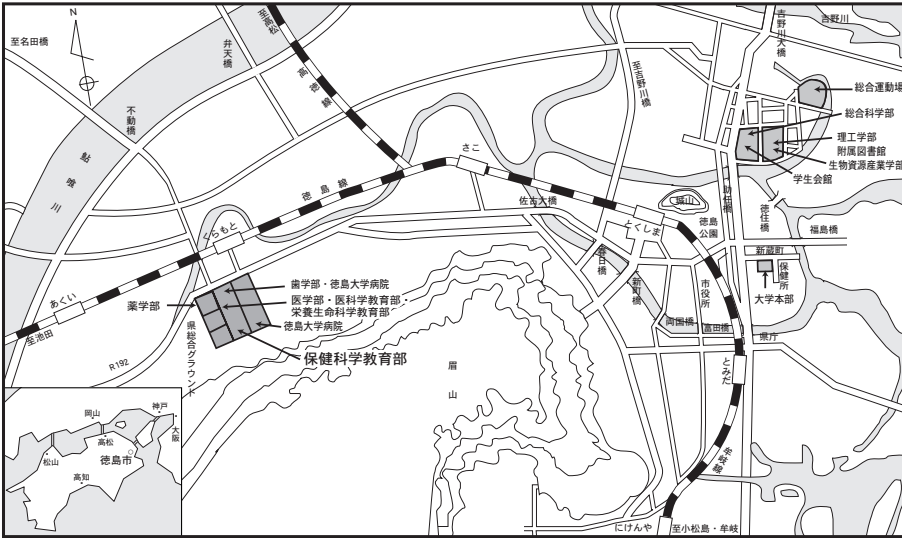 N
至名田橋
弁天橋
至高松
高徳線
不動橋
鮎喰川
吉野川大橋
吉野川
至吉野川橋
総合運動場
総合科学部
理工学部
附属図書館
生物資源産業学部
学生会館
さこ
徳島線
くらもと
佐古大橋
とくしま
城山
徳島
公園
助任橋
徳住橋
福島橋
新蔵町
保健所
大学本部
春日橋
新町橋
市役所
両国橋
富田橋
県庁
とみだ
あくい
至池田
R192
薬学部
県総合グラウンド
歯学部・徳島大学病院
医学部・医科学教育部・
栄養生命科学教育部
徳島大学病院
保健科学教育部
眉山
牟岐線
にけんや
至小松島・牟岐
岡山
神戸
大阪
高松
徳島市
松山
高知